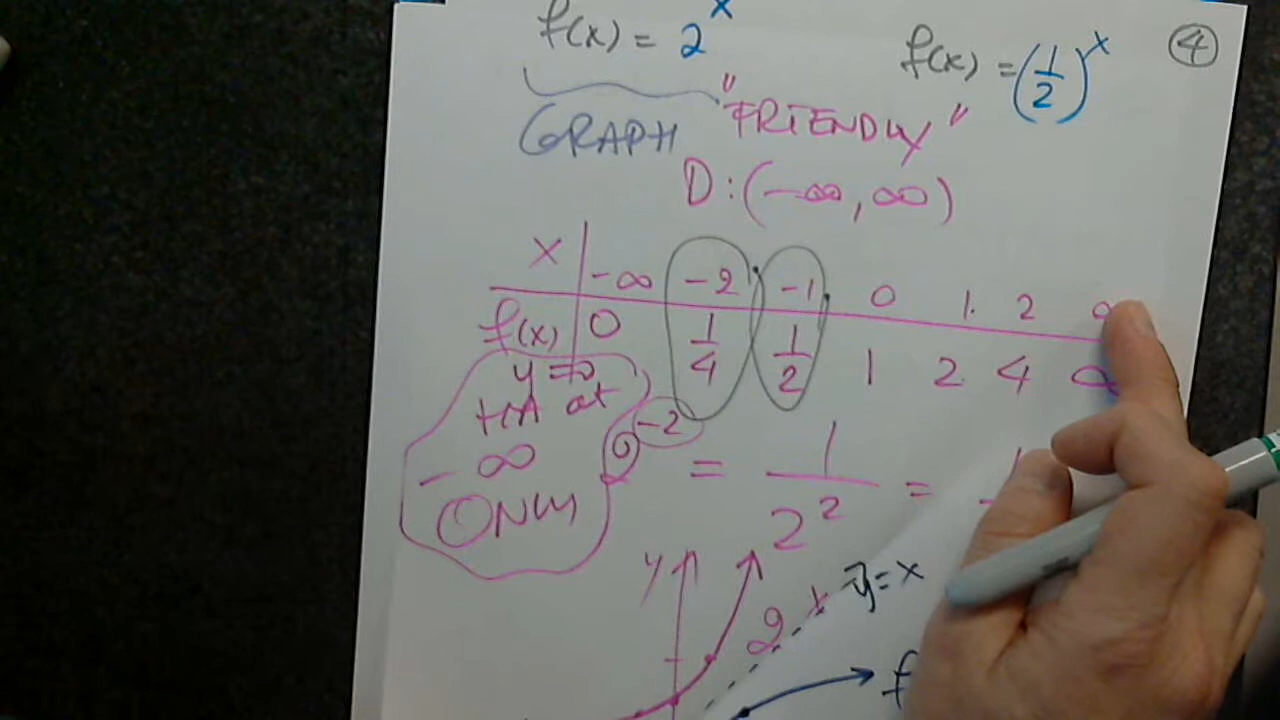 f(x) = 2^x
f(x) = (1/2)^x
4
GRAPH "FRIENDLY"
D: (-∞, ∞)
x | -∞ -2 -1 0 1 2
f(x) | 0 1/4 1/2 1 2 4
y=0
HA at
-∞
ONLY
2^-2 = 1/2^2 =
y
2^x
y=x
f